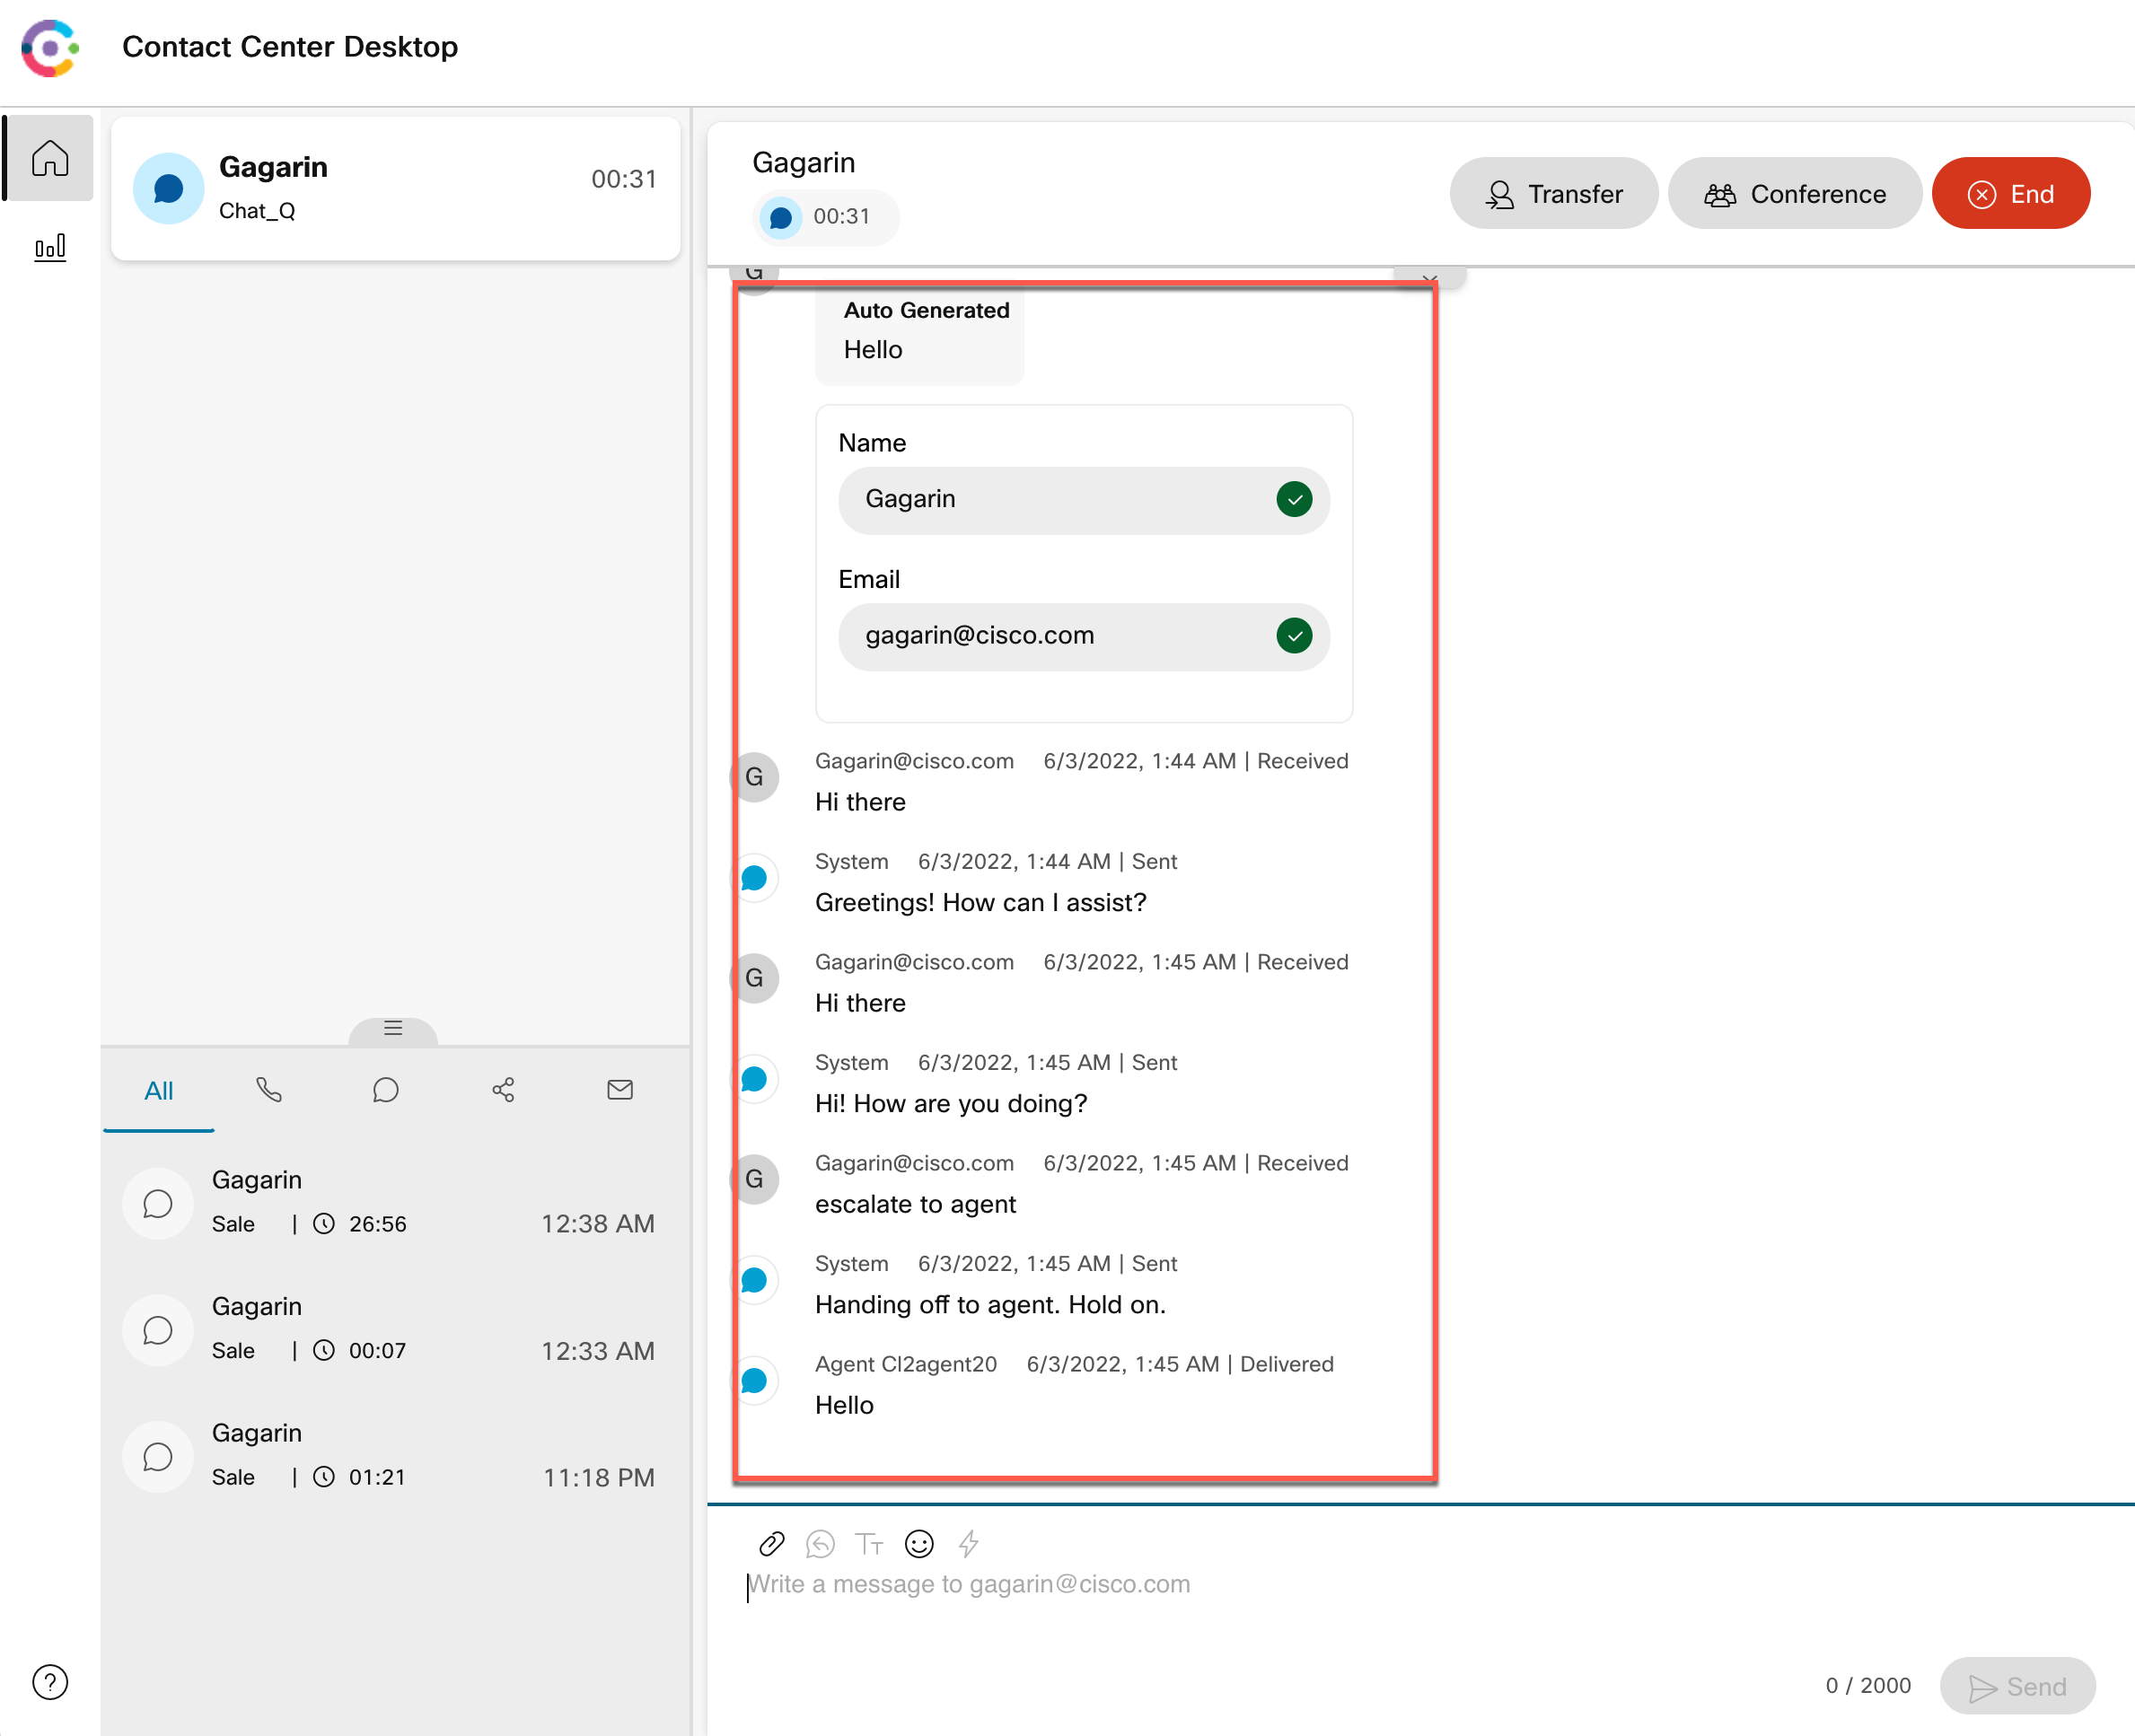 Contact Center Desktop
Gagarin
00:31
Chat_Q
Gagarin
00:31
Transfer
Conference
End
G
Auto Generated
Hello
Name
Gagarin
Email
gagarin@cisco.com
G
Gagarin@cisco.com 6/3/2022, 1:44 AM | Received
Hi there
System 6/3/2022, 1:44 AM | Sent
Greetings! How can I assist?
G
Gagarin@cisco.com 6/3/2022, 1:45 AM | Received
Hi there
System 6/3/2022, 1:45 AM | Sent
Hi! How are you doing?
G
Gagarin@cisco.com 6/3/2022, 1:45 AM | Received
escalate to agent
System 6/3/2022, 1:45 AM | Sent
Handing off to agent. Hold on.
Agent Cl2agent20 6/3/2022, 1:45 AM | Delivered
Hello
All
Gagarin
Sale | 26:56 12:38 AM
Gagarin
Sale | 00:07 12:33 AM
Gagarin
Sale | 01:21 11:18 PM
Tt
Write a message to gagarin@cisco.com
0 / 2000
Send
?